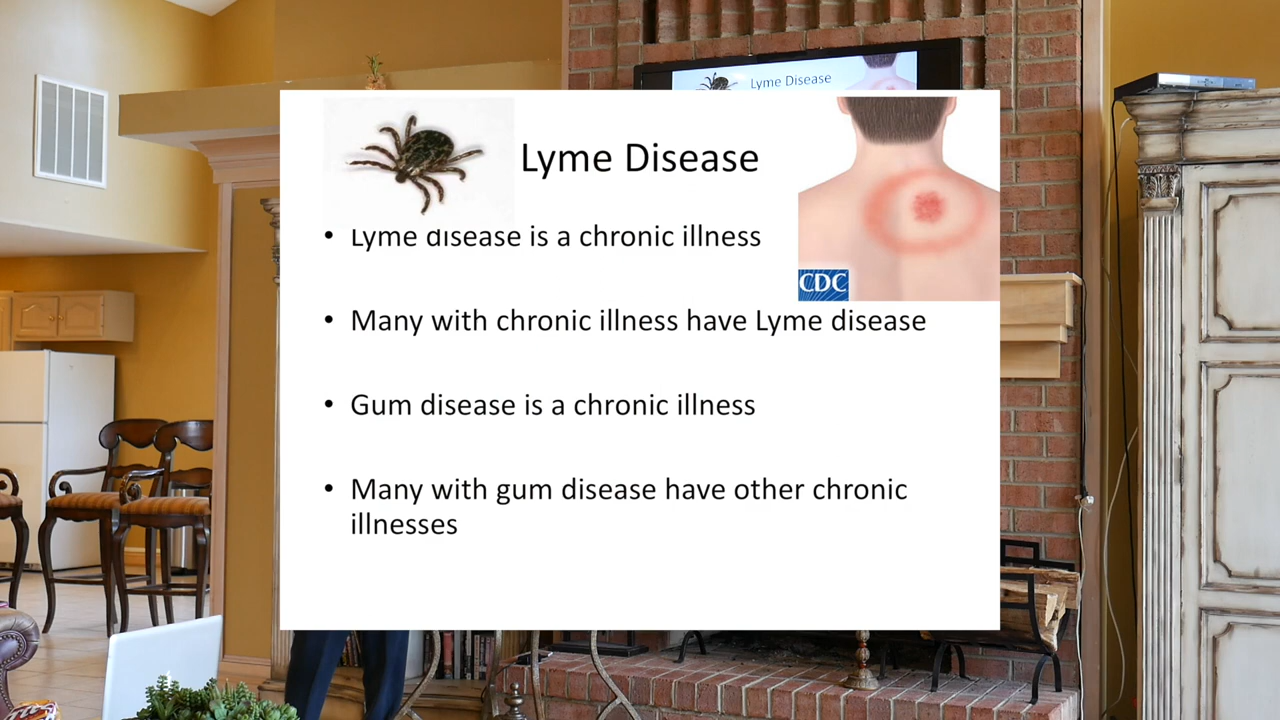 Lyme Disease
Lyme Disease
• Lyme disease is a chronic illness
CDC
• Many with chronic illness have Lyme disease
• Gum disease is a chronic illness
• Many with gum disease have other chronic
illnesses